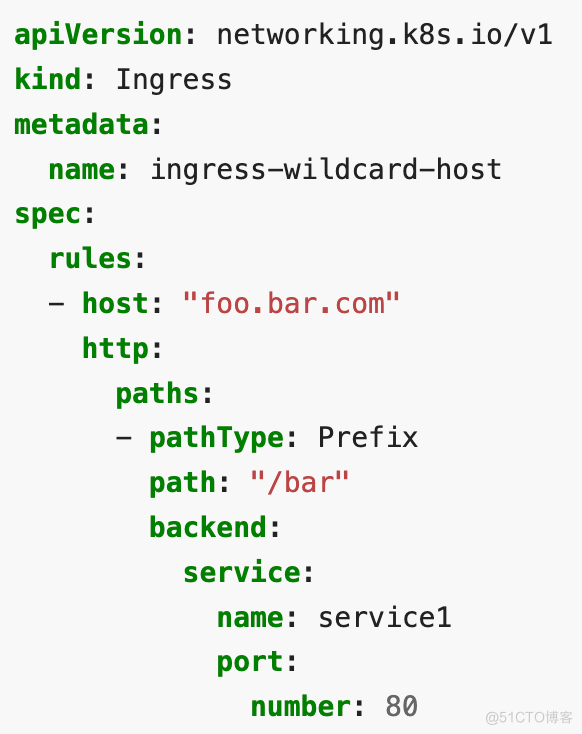 apiVersion: networking.k8s.io/v1
kind: Ingress
metadata:
  name: ingress-wildcard-host
spec:
  rules:
  - host: "foo.bar.com"
    http:
      paths:
      - pathType: Prefix
        path: "/bar"
        backend:
          service:
            name: service1
            port:
              number: 80
@51CTO博客